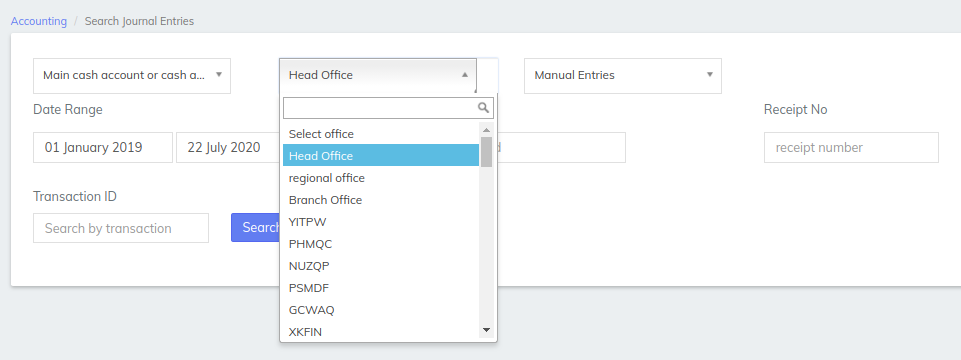 Accounting / Search Journal Entries
Main cash account or cash a...
Head Office
Manual Entries
Date Range
Receipt No
01 January 2019
22 July 2020
receipt number
Select office
Head Office
regional office
Branch Office
YITPW
PHMQC
NUZQP
PSMDF
GCWAQ
XKFIN
Transaction ID
Search by transaction
Search